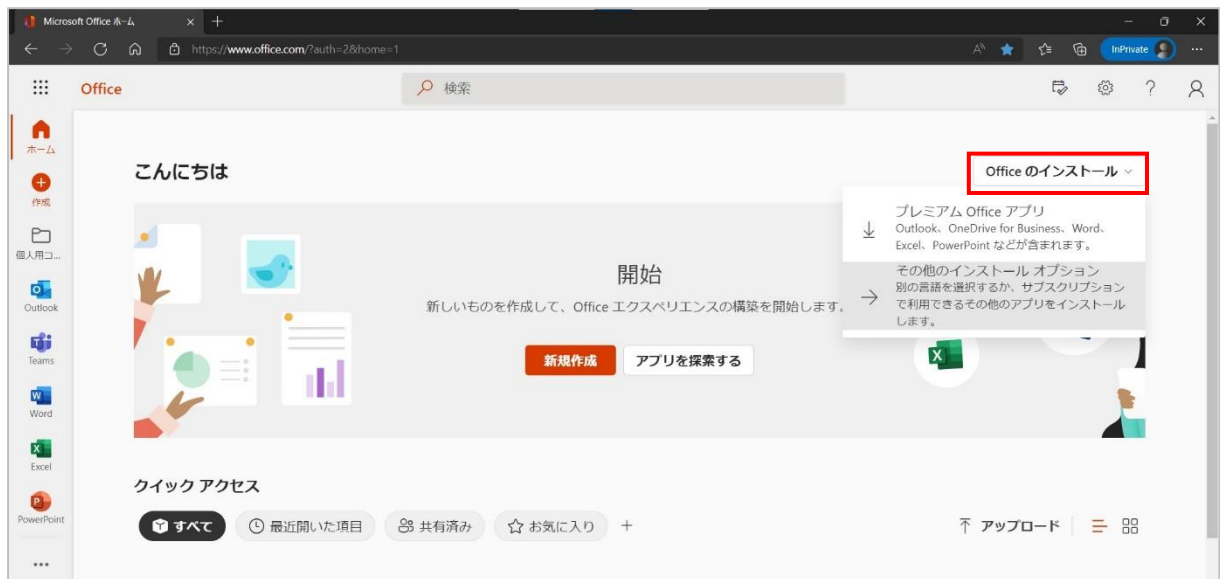 Microsoft Office ホーム
https://www.office.com/?auth=2&home=1
InPrivate
Office
検索
ホーム
作成
個人用コ...
Outlook
Teams
Word
Excel
PowerPoint
こんにちは
Office のインストール
プレミアム Office アプリ
Outlook、OneDrive for Business、Word、
Excel、PowerPoint などが含まれます。
その他のインストール オプション
別の言語を選択するか、サブスクリプション
で利用できるその他のアプリをインストール
します。
開始
新しいものを作成して、Office エクスペリエンスの構築を開始します。
新規作成
アプリを探索する
クイック アクセス
すべて
最近開いた項目
共有済み
お気に入り
アップロード